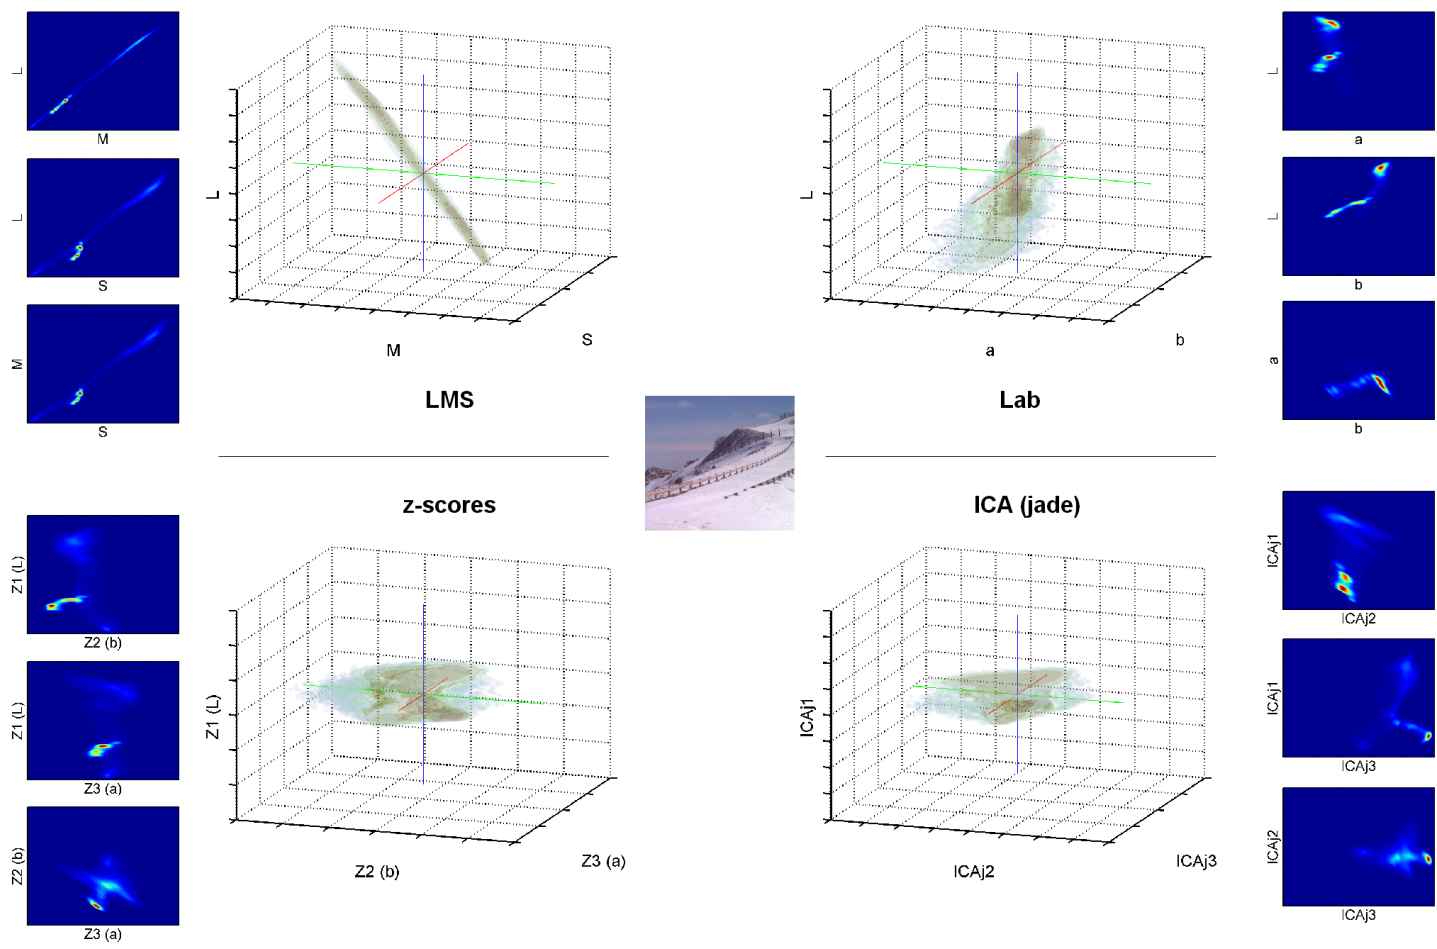 L
M
L
S
M
S
L
M
S
LMS
L
a
b
Lab
L
a
L
b
a
b
z-scores
Z1 (L)
Z2 (b)
Z1 (L)
Z3 (a)
Z2 (b)
Z3 (a)
Z1 (L)
Z2 (b)
Z3 (a)
ICA (jade)
ICAj1
ICAj2
ICAj3
ICAj1
ICAj2
ICAj1
ICAj3
ICAj2
ICAj3